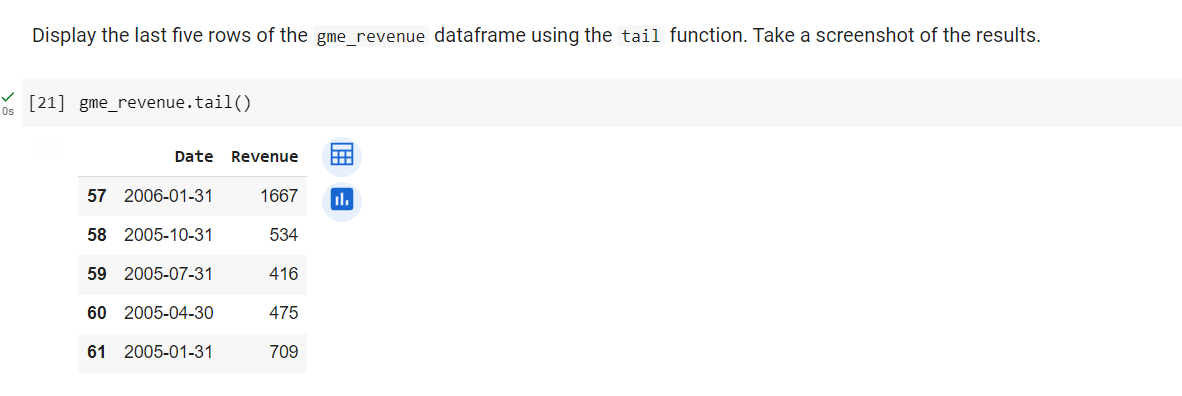 Display the last five rows of the gme_revenue dataframe using the tail function. Take a screenshot of the results.
[21] gme_revenue.tail()
0s
Date Revenue
57 2006-01-31 1667
58 2005-10-31 534
59 2005-07-31 416
60 2005-04-30 475
61 2005-01-31 709